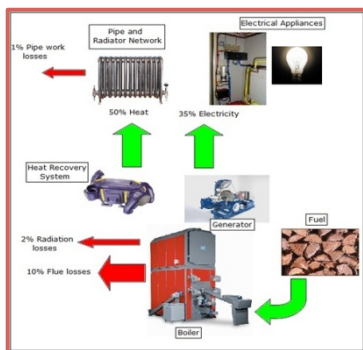 Pipe and
Radiator Network
Electrical Appliances
1% Pipe work
losses
50% Heat
35% Electricity
Heat Recovery
System
Generator
Fuel
2% Radiation
losses
10% Flue losses
Boiler